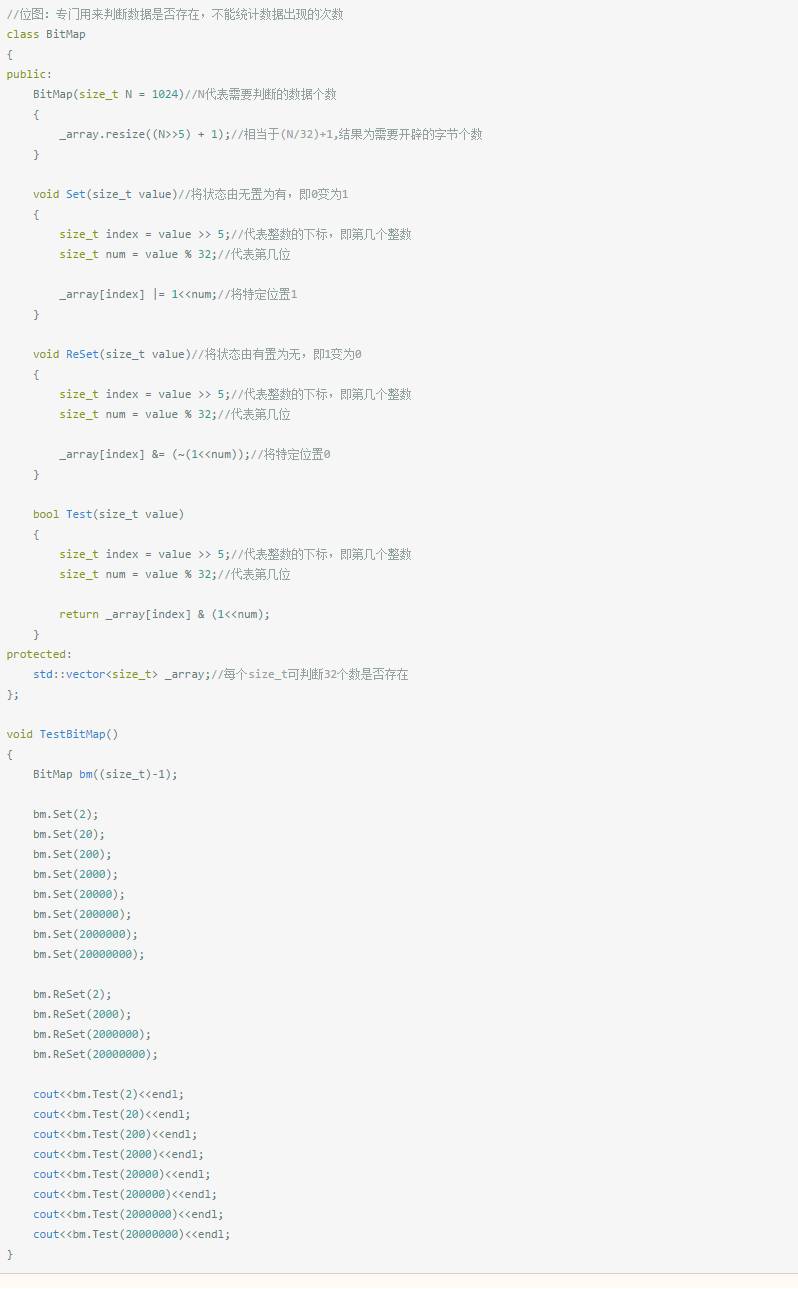 //位图：专门用来判断数据是否存在，不能统计数据出现的次数
class BitMap
{
public:
    BitMap(size_t N = 1024)//N代表需要判断的数据个数
    {
        _array.resize((N>>5) + 1);//相当于(N/32)+1,结果为需要开辟的字节个数
    }

    void Set(size_t value)//将状态由无置为有，即0变为1
    {
        size_t index = value >> 5;//代表整数的下标，即第几个整数
        size_t num = value % 32;//代表第几位

        _array[index] |= 1<<num;//将特定位置1
    }

    void ReSet(size_t value)//将状态由有置为无，即1变为0
    {
        size_t index = value >> 5;//代表整数的下标，即第几个整数
        size_t num = value % 32;//代表第几位

        _array[index] &= (~(1<<num));//将特定位置0
    }

    bool Test(size_t value)
    {
        size_t index = value >> 5;//代表整数的下标，即第几个整数
        size_t num = value % 32;//代表第几位

        return _array[index] & (1<<num);
    }
protected:
    std::vector<size_t> _array;//每个size_t可判断32个数是否存在
};

void TestBitMap()
{
    BitMap bm((size_t)-1);

    bm.Set(2);
    bm.Set(20);
    bm.Set(200);
    bm.Set(2000);
    bm.Set(20000);
    bm.Set(200000);
    bm.Set(2000000);
    bm.Set(20000000);

    bm.ReSet(2);
    bm.ReSet(2000);
    bm.ReSet(2000000);
    bm.ReSet(20000000);

    cout<<bm.Test(2)<<endl;
    cout<<bm.Test(20)<<endl;
    cout<<bm.Test(200)<<endl;
    cout<<bm.Test(2000)<<endl;
    cout<<bm.Test(20000)<<endl;
    cout<<bm.Test(200000)<<endl;
    cout<<bm.Test(2000000)<<endl;
    cout<<bm.Test(20000000)<<endl;
}